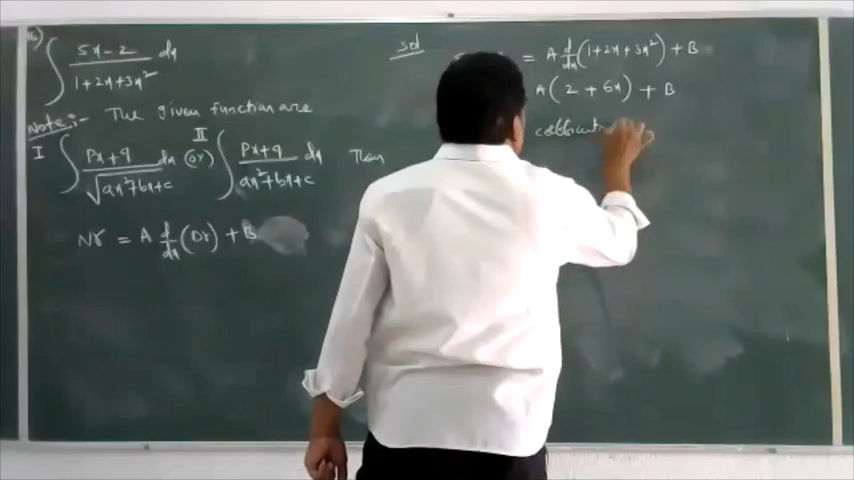 ∫ 5x-2 / 1+2x+3x² dx
Note:- The given function are
I ∫ Px+q / √ax²+bx+c dx (or) II ∫ Px+q / ax²+bx+c dx Then
Nr = A d/dx (Dr) + B
Sol
= A d/dx (1+2x+3x²) + B
A (2 + 6x) + B